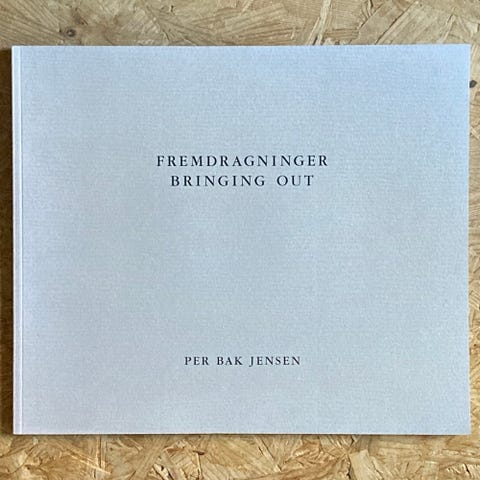 FREMDRAGNINGER
BRINGING OUT
PER BAK JENSEN